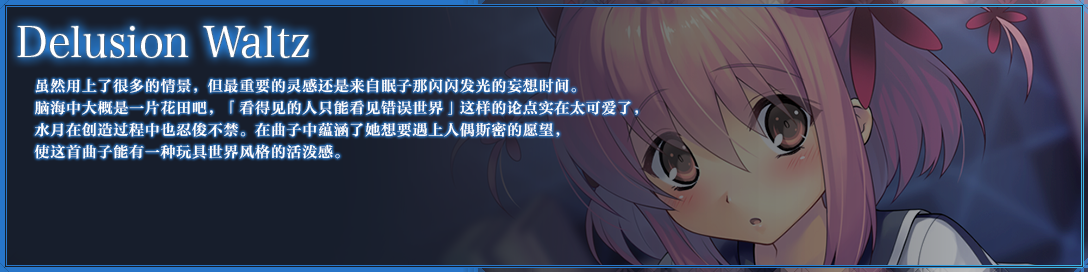 Delusion Waltz
虽然用上了很多的情景，但最重要的灵感还是来自眠子那闪闪发光的妄想时间。
脑海中大概是一片花田吧，「看得见的人只能看见错误世界」这样的论点实在太可爱了，
水月在创造过程中也忍俊不禁。在曲子中蕴涵了她想要遇上人偶斯密的愿望，
使这首曲子能有一种玩具世界风格的活泼感。